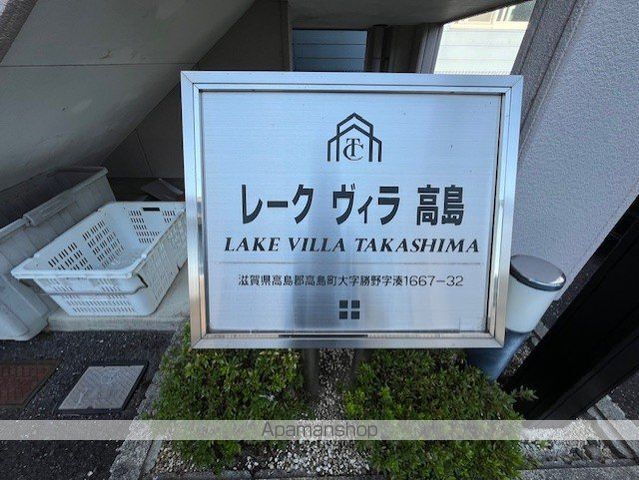 TC
レーク ヴィラ 高島
LAKE VILLA TAKASHIMA
滋賀県高島郡高島町大字勝野字湊1667-32
Apamanshop